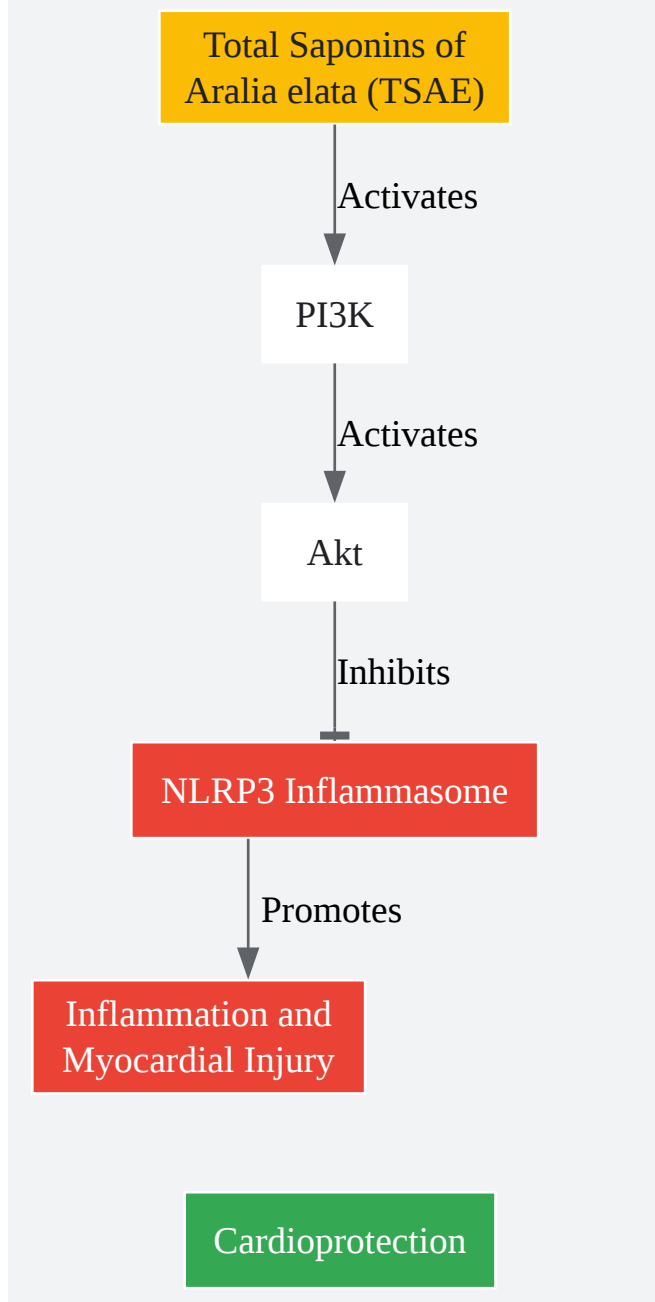 Total Saponins of
Aralia elata (TSAE)
Activates
PI3K
Activates
Akt
Inhibits
NLRP3 Inflammasome
Promotes
Inflammation and
Myocardial Injury
Cardioprotection